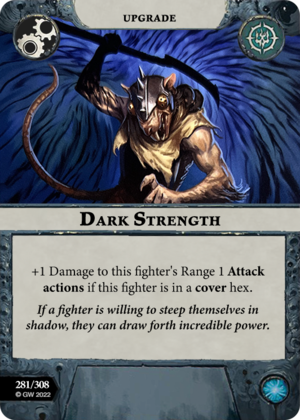 UPGRADE
DARK STRENGTH
+1 Damage to this fighter's Range 1 Attack
actions if this fighter is in a cover hex.
If a fighter is willing to steep themselves in
shadow, they can draw forth incredible power.
281/308
© GW 2022